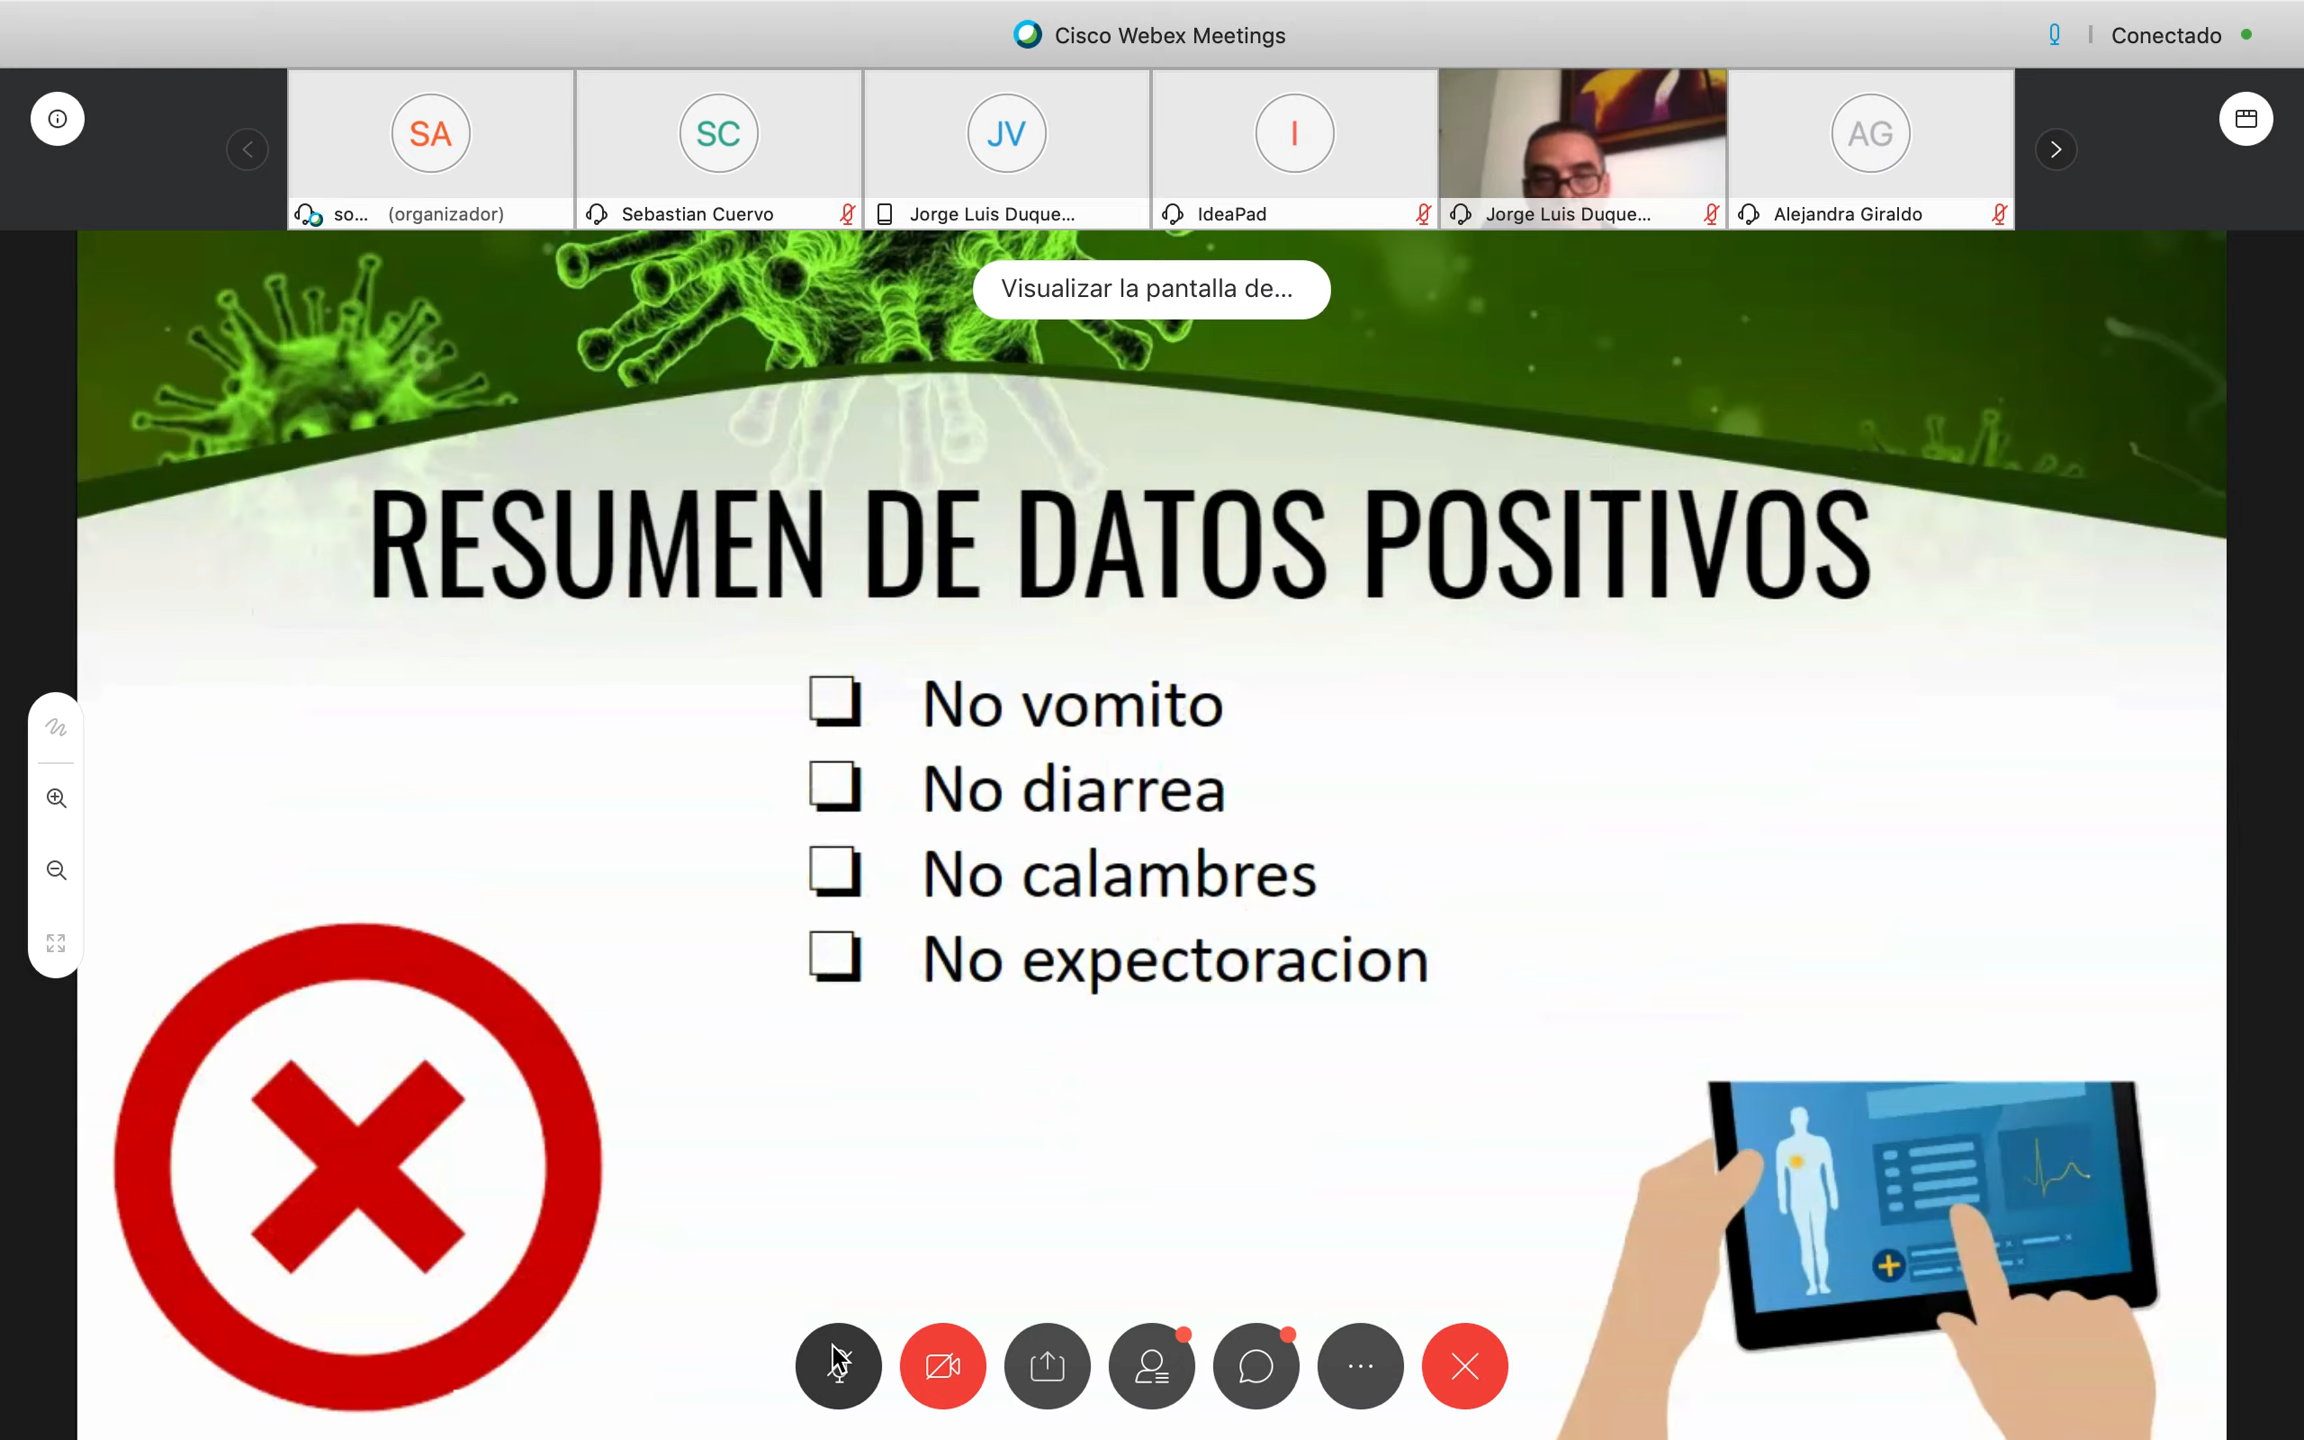 Cisco Webex Meetings
Conectado
SA
SC
JV
I
AG
so... (organizador)
Sebastian Cuervo
Jorge Luis Duque...
IdeaPad
Jorge Luis Duque...
Alejandra Giraldo
Visualizar la pantalla de...
RESUMEN DE DATOS POSITIVOS
No vomito
No diarrea
No calambres
No expectoracion